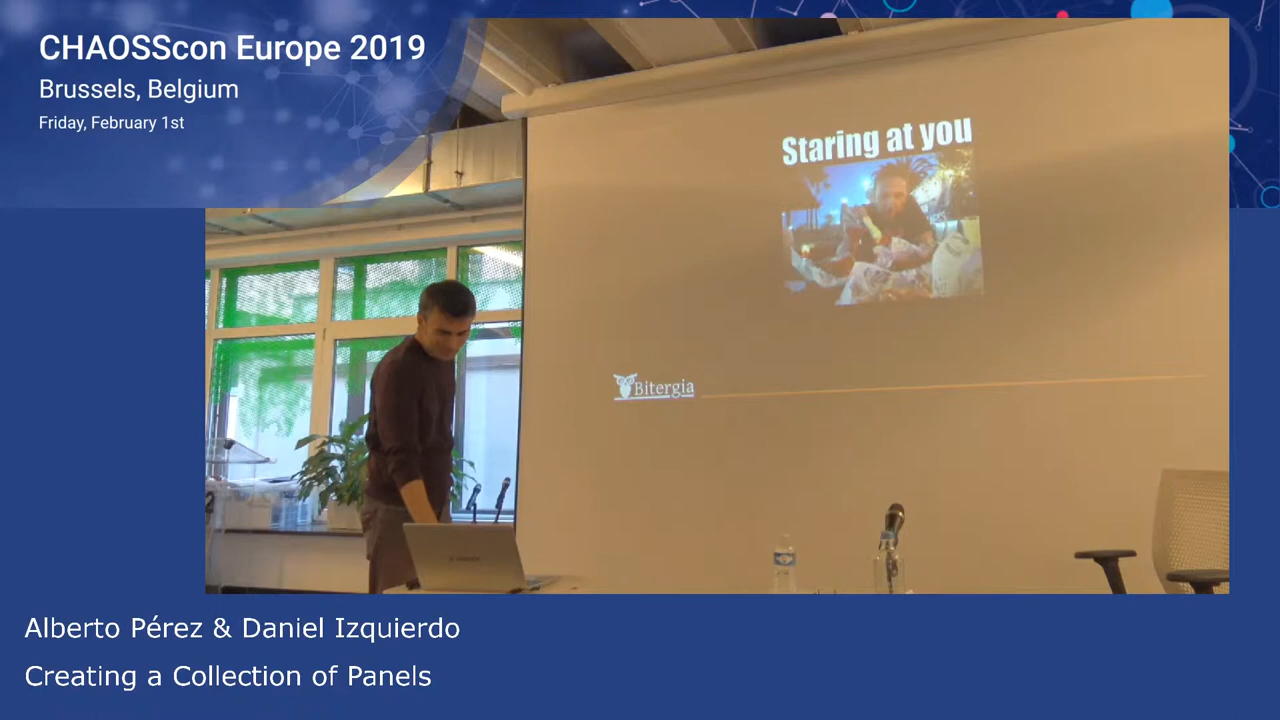 CHAOSScon Europe 2019
Brussels, Belgium
Friday, February 1st
Staring at you
Bitergia
Alberto Pérez & Daniel Izquierdo
Creating a Collection of Panels